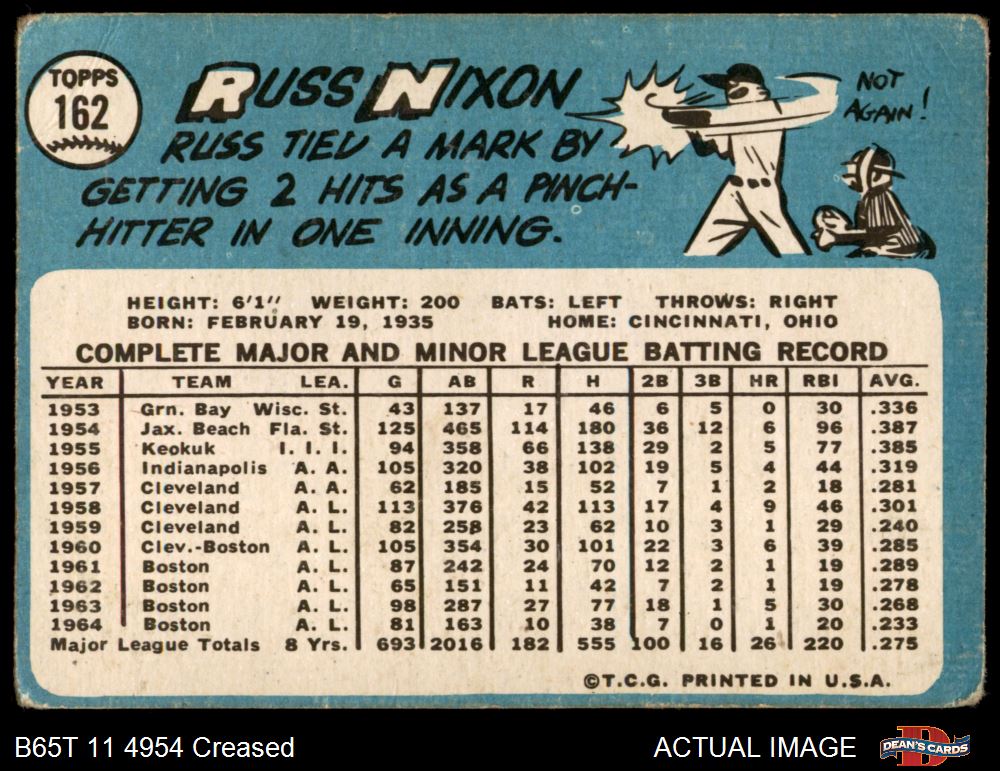 TOPPS
162
RUSS NIXON
RUSS TIED A MARK BY
GETTING 2 HITS AS A PINCH-
HITTER IN ONE INNING.
NOT
AGAIN!
HEIGHT: 6'1" WEIGHT: 200 BATS: LEFT THROWS: RIGHT
BORN: FEBRUARY 19, 1935 HOME: CINCINNATI, OHIO
COMPLETE MAJOR AND MINOR LEAGUE BATTING RECORD
YEAR TEAM LEA. G AB R H 2B 3B HR RBI AVG.
1953 Grn. Bay Wisc. St. 43 137 17 46 6 5 0 30 .336
1954 Jax. Beach Fla. St. 125 465 114 180 36 12 6 96 .387
1955 Keokuk I. I. I. 94 358 66 138 29 2 5 77 .385
1956 Indianapolis A. A. 105 320 38 102 19 5 4 44 .319
1957 Cleveland A. A. 62 185 15 52 7 1 2 18 .281
1958 Cleveland A. L. 113 376 42 113 17 4 9 46 .301
1959 Cleveland A. L. 82 258 23 62 10 3 1 29 .240
1960 Clev.-Boston A. L. 105 354 30 101 22 3 6 39 .285
1961 Boston A. L. 87 242 24 70 12 2 1 19 .289
1962 Boston A. L. 65 151 11 42 7 2 1 19 .278
1963 Boston A. L. 98 287 27 77 18 1 5 30 .268
1964 Boston A. L. 81 163 10 38 7 0 1 20 .233
Major League Totals 8 Yrs. 693 2016 182 555 100 16 26 220 .275
©T.C.G. PRINTED IN U.S.A.
B65T 11 4954 Creased
ACTUAL IMAGE
DEAN'S CARDS